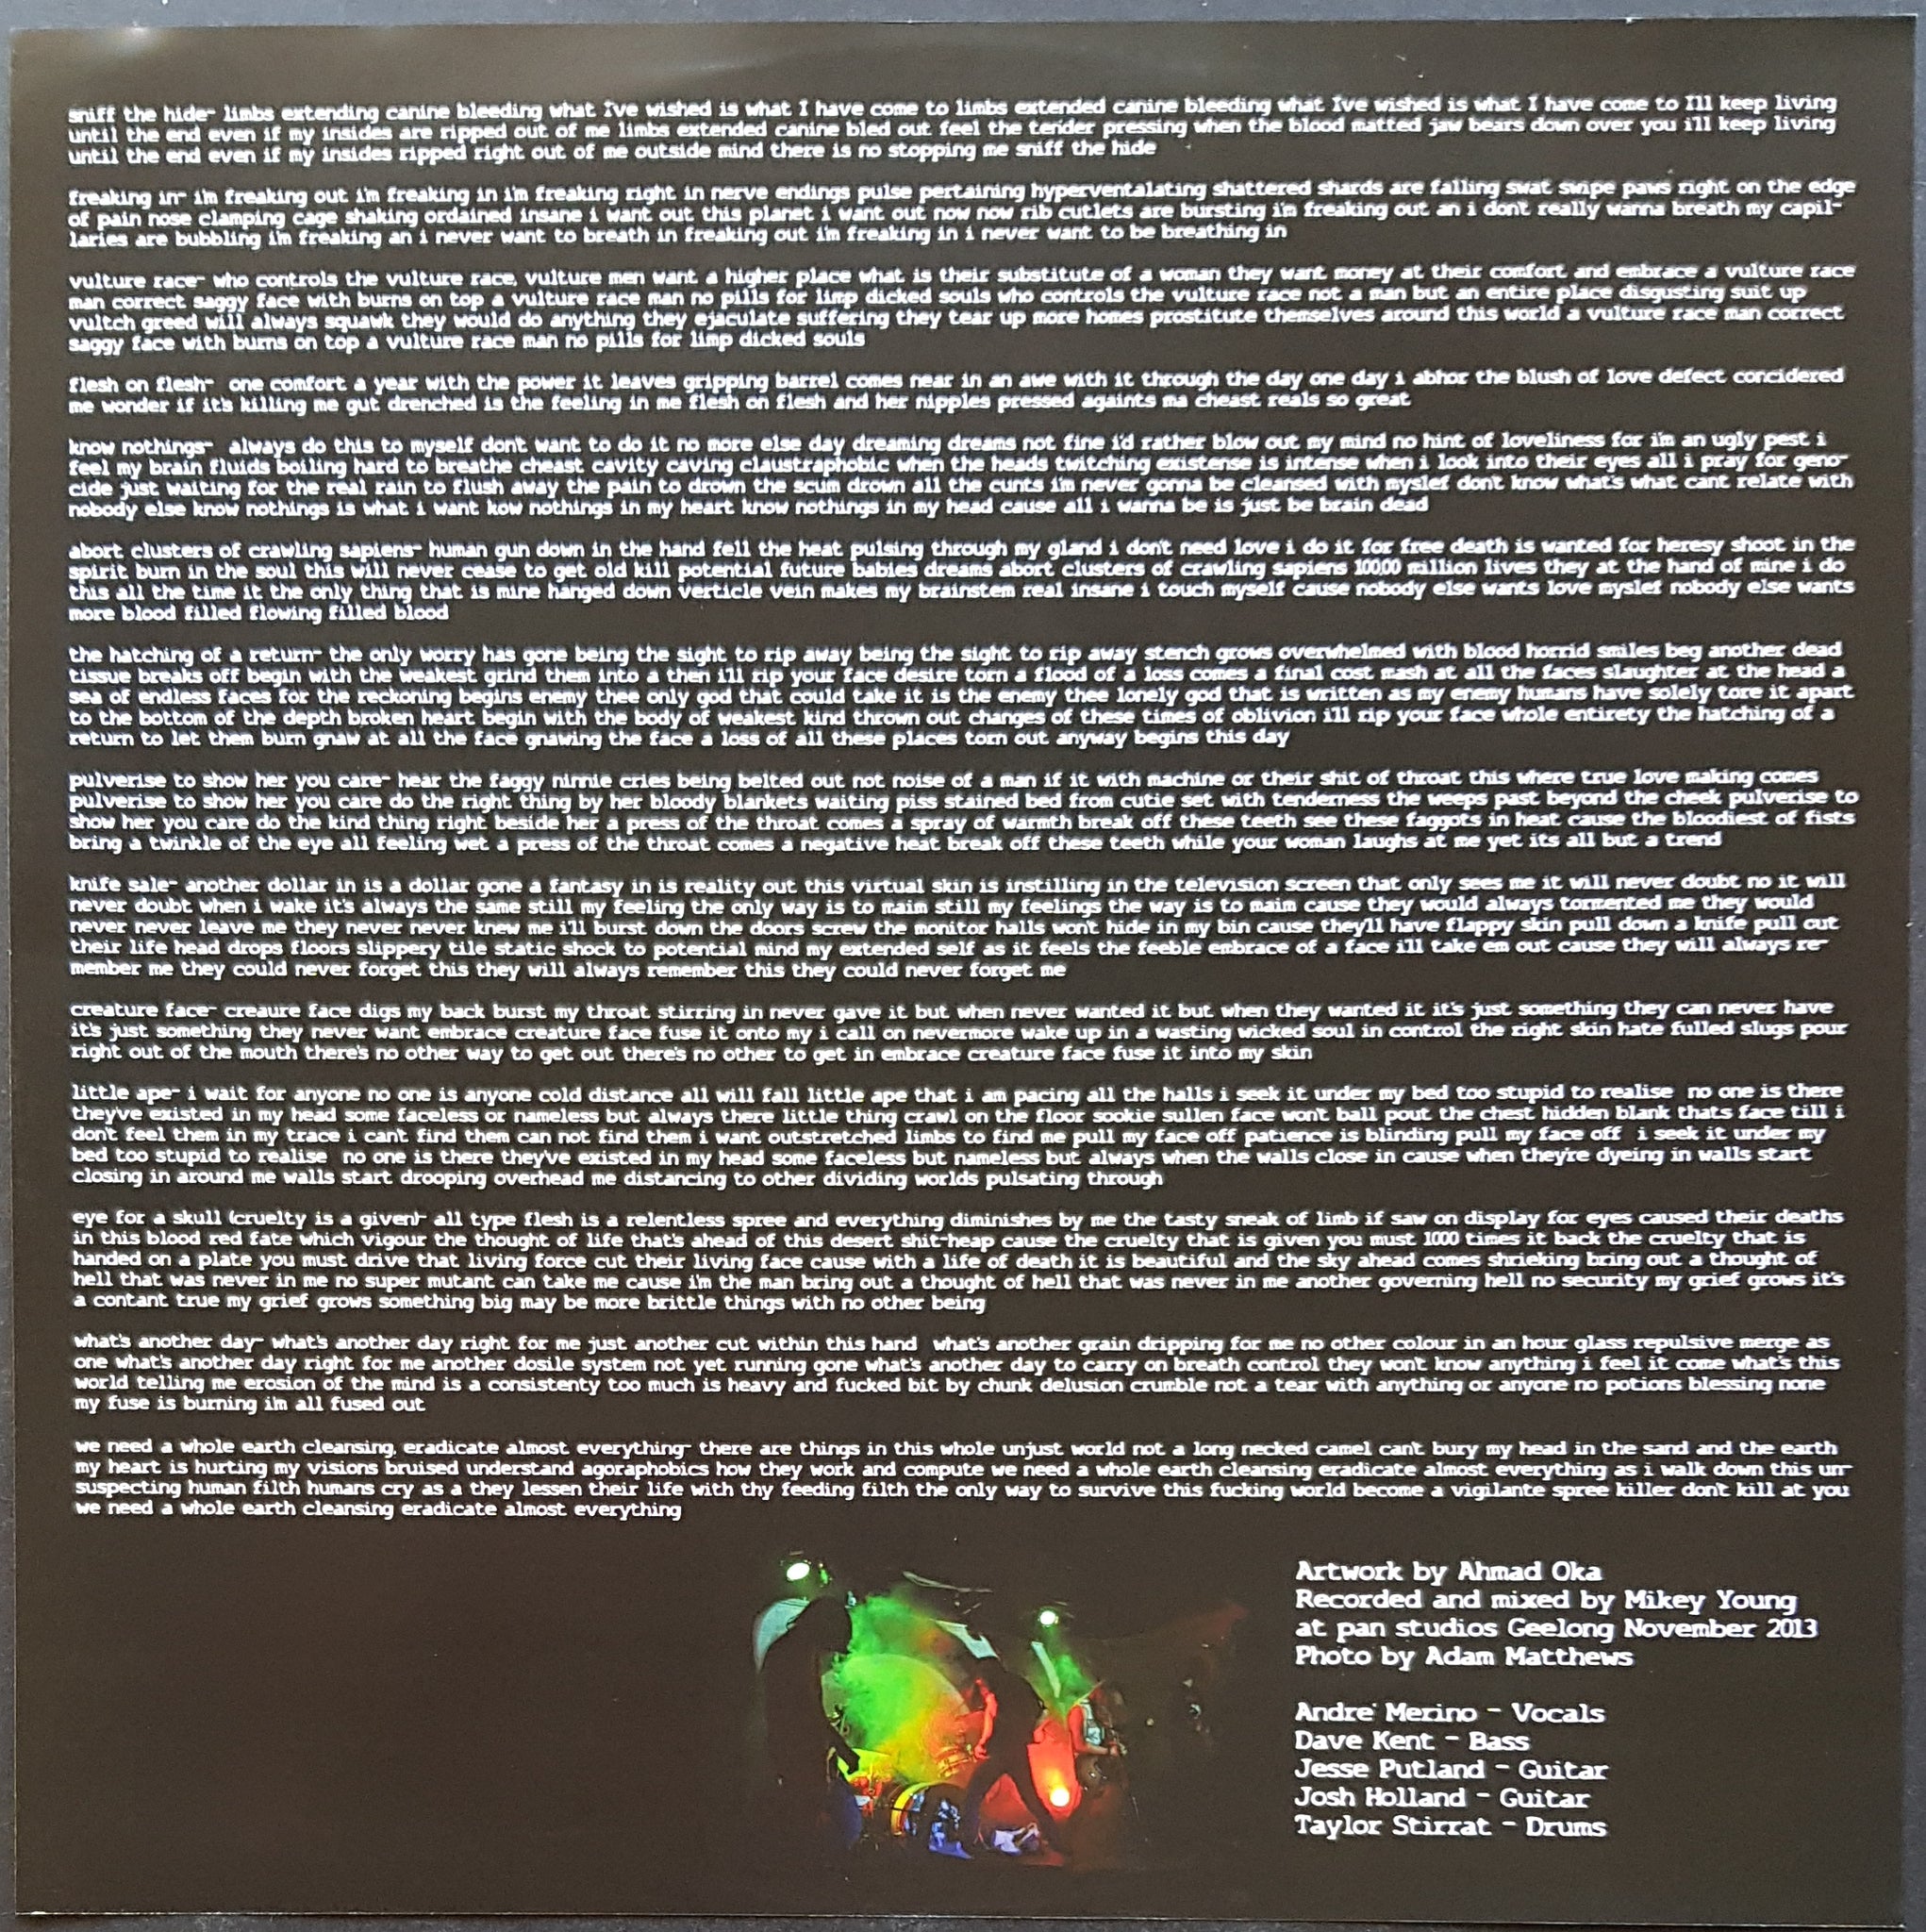 sniff the hide- limbs extending canine bleeding what I've wished is what I have come to limbs extended canine bleeding what I've wished is what I have come to I'll keep living
until the end even if my insides are ripped out of me limbs extended canine bled out feel the tender pressing when the blood matted jaw bears down over you i'll keep living
until the end even if my insides ripped right out of me outside mind there is no stopping me sniff the hide
freaking in- i'm freaking out i'm freaking in i'm freaking right in nerve endings pulse pertaining hyperventalating shattered shards are falling swat swipe paws right on the edge
of pain nose clamping cage shaking ordained insane i want out this planet i want out now now rib cutlets are bursting i'm freaking out an i don't really wanna breath my capil-
laries are bubbling i'm freaking an i never want to breath in freaking out i'm freaking in i never want to be breathing in
vulture race- who controls the vulture race, vulture men want a higher place what is their substitute of a woman they want money at their comfort and embrace a vulture race
man correct saggy face with burns on top a vulture race man no pills for limp dicked souls who controls the vulture race not a man but an entire place disgusting suit up
vultch greed will always squawk they would do anything they ejaculate suffering they tear up more homes prostitute themselves around this world a vulture race man correct
saggy face with burns on top a vulture race man no pills for limp dicked souls
flesh on flesh- one comfort a year with the power it leaves gripping barrel comes near in an awe with it through the day one day i abhor the blush of love defect concidered
me wonder if it's killing me gut drenched is the feeling in me flesh on flesh and her nipples pressed againts ma cheast reals so great
know nothings- always do this to myself don't want to do it no more else day dreaming dreams not fine i'd rather blow out my mind no hint of loveliness for i'm an ugly pest i
feel my brain fluids boiling hard to breathe cheast cavity caving claustraphobic when the heads twitching existense is intense when i look into their eyes all i pray for geno-
cide just waiting for the real rain to flush away the pain to drown the scum drown all the cunts i'm never gonna be cleansed with myslef dont know what's what cant relate with
nobody else know nothings is what i want kow nothings in my heart know nothings in my head cause all i wanna be is just be brain dead
abort clusters of crawling sapiens- human gun down in the hand fell the heat pulsing through my gland i don't need love i do it for free death is wanted for heresy shoot in the
spirit burn in the soul this will never cease to get old kill potential future babies dreams abort clusters of crawling sapiens 100,00 million lives they at the hand of mine i do
this all the time it the only thing that is mine hanged down verticle vein makes my brainstem real insane i touch myself cause nobody else wants love myslef nobody else wants
more blood filled flowing filled blood
the hatching of a return- the only worry has gone being the sight to rip away being the sight to rip away stench grows overwhelmed with blood horrid smiles beg another dead
tissue breaks off begin with the weakest grind them into a then i'll rip your face desire torn a flood of a loss comes a final cost mash at all the faces slaughter at the head a
sea of endless faces for the reckoning begins enemy thee only god that could take it is the enemy thee lonely god that is written as my enemy humans have solely tore it apart
to the bottom of the depth broken heart begin with the body of weakest kind thrown out changes of these times of oblivion i'll rip your face whole entirety the hatching of a
return to let them burn gnaw at all the face gnawing the face a loss of all these places torn out anyway begins this day
pulverise to show her you care- hear the faggy ninnie cries being belted out not noise of a man if it with machine or their shit of throat this where true love making comes
pulverise to show her you care do the right thing by her bloody blankets waiting piss stained bed from cutie set with tenderness the weeps past beyond the cheek pulverise to
show her you care do the kind thing right beside her a press of the throat comes a spray of warmth break off these teeth see these faggots in heat cause the bloodiest of fists
bring a twinkle of the eye all feeling wet a press of the throat comes a negative heat break off these teeth while your woman laughs at me yet its all but a trend
knife sale- another dollar in is a dollar gone a fantasy in is reality out this virtual skin is instilling in the television screen that only sees me it will never doubt no it will
never doubt when i wake it's always the same still my feeling the only way is to maim still my feelings the way is to maim cause they would always tormented me they would
never never leave me they never never knew me i'll burst down the doors screw the monitor halls won't hide in my bin cause they'll have flappy skin pull down a knife pull cut
their life head drops floors slippery tile static shock to potential mind my extended self as it feels the feeble embrace of a face i'll take em out cause they will always re-
member me they could never forget this they will always remember this they could never forget me
creature face- creaure face digs my back burst my throat stirring in never gave it but when never wanted it but when they wanted it it's just something they can never have
it's just something they never want embrace creature face fuse it onto my i call on nevermore wake up in a wasting wicked soul in control the right skin hate fulled slugs pour
right out of the mouth there's no other way to get out there's no other to get in embrace creature face fuse it into my skin
little ape- i wait for anyone no one is anyone cold distance all will fall little ape that i am pacing all the halls i seek it under my bed too stupid to realise no one is there
they've existed in my head some faceless or nameless but always there little thing crawl on the floor sookie sullen face won't ball pout the chest hidden blank thats face till i
don't feel them in my trace i can't find them can not find them i want outstretched limbs to find me pull my face off patience is blinding pull my face off i seek it under my
bed too stupid to realise no one is there they've existed in my head some faceless but nameless but always when the walls close in cause when they're dyeing in walls start
closing in around me walls start drooping overhead me distancing to other dividing worlds pulsating through
eye for a skull (cruelty is a given)- all type flesh is a relentless spree and everything diminishes by me the tasty sneak of limb if saw on display for eyes caused their deaths
in this blood red fate which vigour the thought of life that's ahead of this desert shit-heap cause the cruelty that is given you must 1000 times it back the cruelty that is
handed on a plate you must drive that living force cut their living face cause with a life of death it is beautiful and the sky ahead comes shrieking bring out a thought of
hell that was never in me no super mutant can take me cause i'm the man bring out a thought of hell that was never in me another governing hell no security my grief grows it's
a contant true my grief grows something big may be more brittle things with no other being
what's another day- what's another day right for me just another cut within this hand what's another grain dripping for me no other colour in an hour glass repulsive merge as
one what's another day right for me another dosile system not yet running gone what's another day to carry on breath control they won't know anything i feel it come what's this
world telling me erosion of the mind is a consistenty too much is heavy and fucked bit by chunk delusion crumble not a tear with anything or anyone no potions blessing none
my fuse is burning i'm all fused out
we need a whole earth cleansing, eradicate almost everything- there are things in this whole unjust world not a long necked camel can't bury my head in the sand and the earth
my heart is hurting my visions bruised understand agoraphobics how they work and compute we need a whole earth cleansing eradicate almost everything as i walk down this un-
suspecting human filth humans cry as a they lessen their life with thy feeding filth the only way to survive this fucking world become a vigilante spree killer don't kill at you
we need a whole earth cleansing eradicate almost everything
Artwork by Ahmad Oka
Recorded and mixed by Mikey Young
at pan studios Geelong November 2013
Photo by Adam Matthews
Andre' Merino - Vocals
Dave Kent - Bass
Jesse Putland - Guitar
Josh Holland - Guitar
Taylor Stirrat - Drums